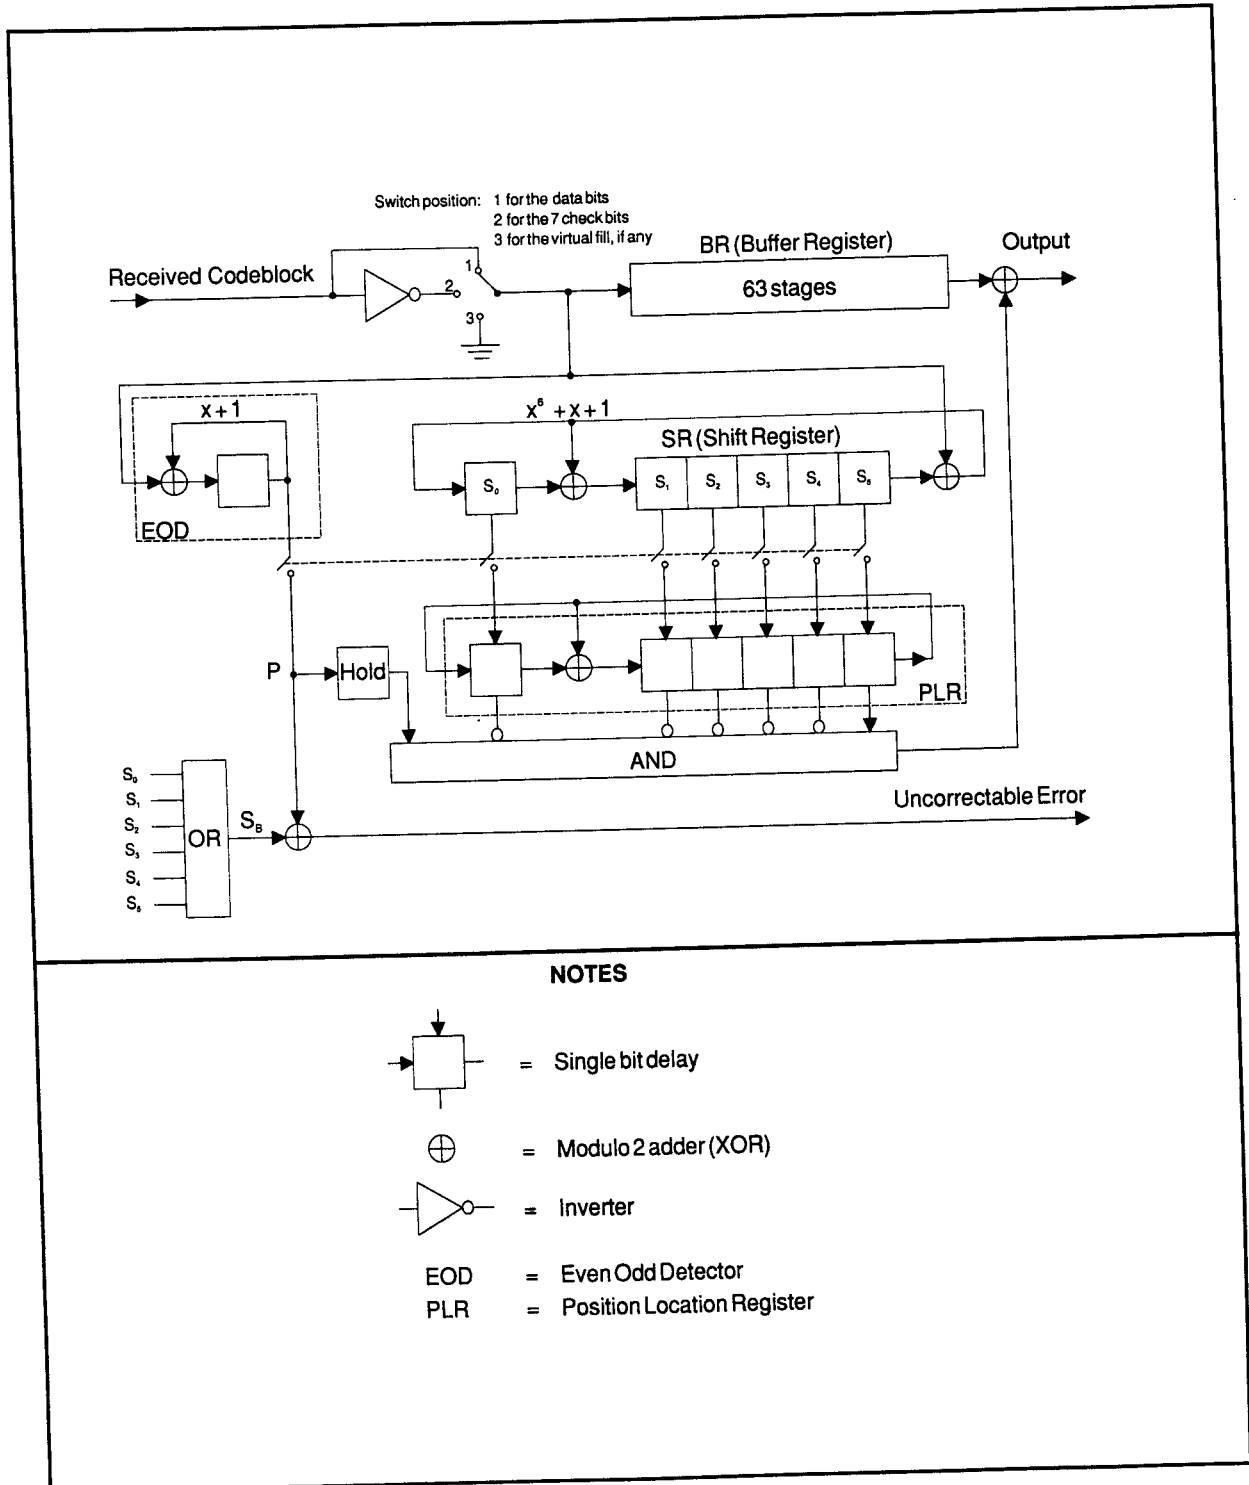 Switch position: 1 for the data bits
2 for the 7 check bits
3 for the virtual fill, if any
BR (Buffer Register)
Output
Received Codeblock
1
2
3
63 stages
x + 1
x⁶ + x + 1
SR (Shift Register)
S₀
S₁
S₂
S₃
S₄
S₅
EOD
P
Hold
PLR
AND
Uncorrectable Error
S₀
S₁
S₂
S₃
S₄
S₅
OR
S_B
NOTES
= Single bit delay
= Modulo 2 adder (XOR)
= Inverter
EOD = Even Odd Detector
PLR = Position Location Register